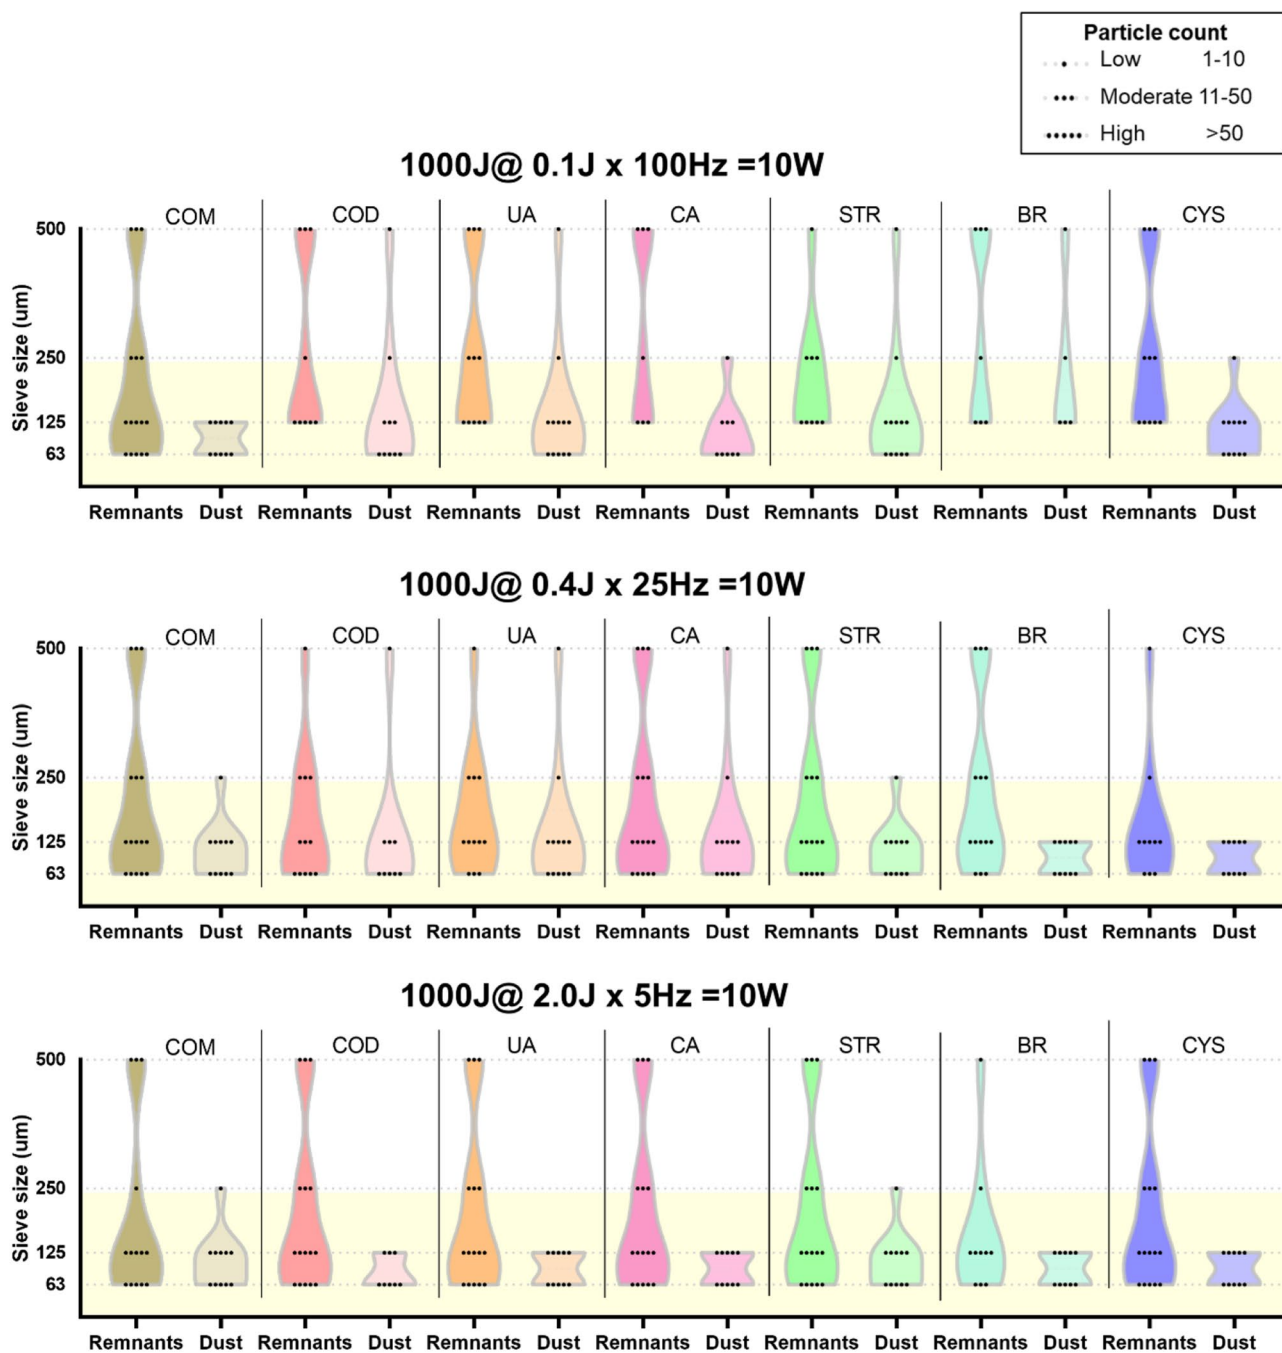 Particle count
Low 1-10
Moderate 11-50
High >50
1000J@ 0.1J x 100Hz =10W
COM COD UA CA STR BR CYS
Sieve size (um)
500
250
125
63
Remnants Dust Remnants Dust Remnants Dust Remnants Dust Remnants Dust Remnants Dust Remnants Dust
1000J@ 0.4J x 25Hz =10W
COM COD UA CA STR BR CYS
Sieve size (um)
500
250
125
63
Remnants Dust Remnants Dust Remnants Dust Remnants Dust Remnants Dust Remnants Dust Remnants Dust
1000J@ 2.0J x 5Hz =10W
COM COD UA CA STR BR CYS
Sieve size (um)
500
250
125
63
Remnants Dust Remnants Dust Remnants Dust Remnants Dust Remnants Dust Remnants Dust Remnants Dust